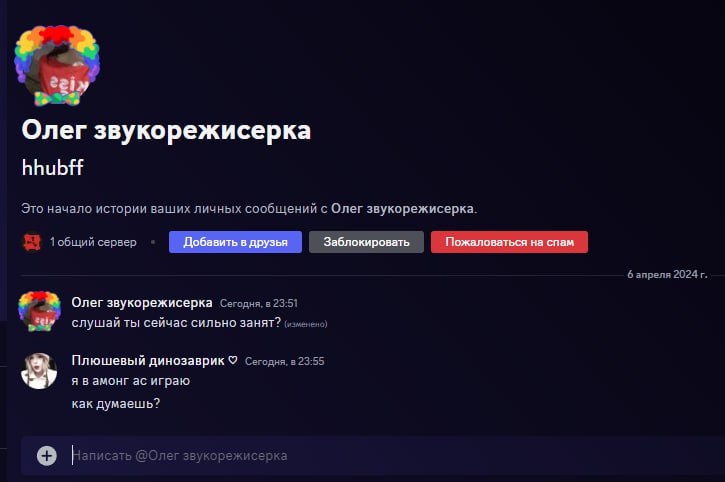 Олег звукорежисерка
hhubff
Это начало истории ваших личных сообщений с Олег звукорежисерка.
1 общий сервер • Добавить в друзья Заблокировать Пожаловаться на спам
6 апреля 2024 г.
Олег звукорежисерка Сегодня, в 23:51
слушай ты сейчас сильно занят? (изменено)
Плюшевый динозаврик ♡ Сегодня, в 23:55
я в амонг ас играю
как думаешь?
Написать @Олег звукорежисерка